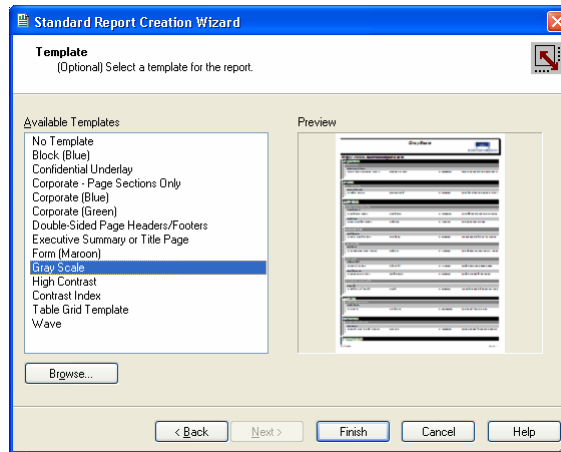 Standard Report Creation Wizard
Template
(Optional) Select a template for the report.
Available Templates
Preview
No Template
Block (Blue)
Confidential Underlay
Corporate - Page Sections Only
Corporate (Blue)
Corporate (Green)
Double-Sided Page Headers/Footers
Executive Summary or Title Page
Form (Maroon)
Gray Scale
High Contrast
Contrast Index
Table Grid Template
Wave
Gray Scale
Browse...
< Back
Next >
Finish
Cancel
Help